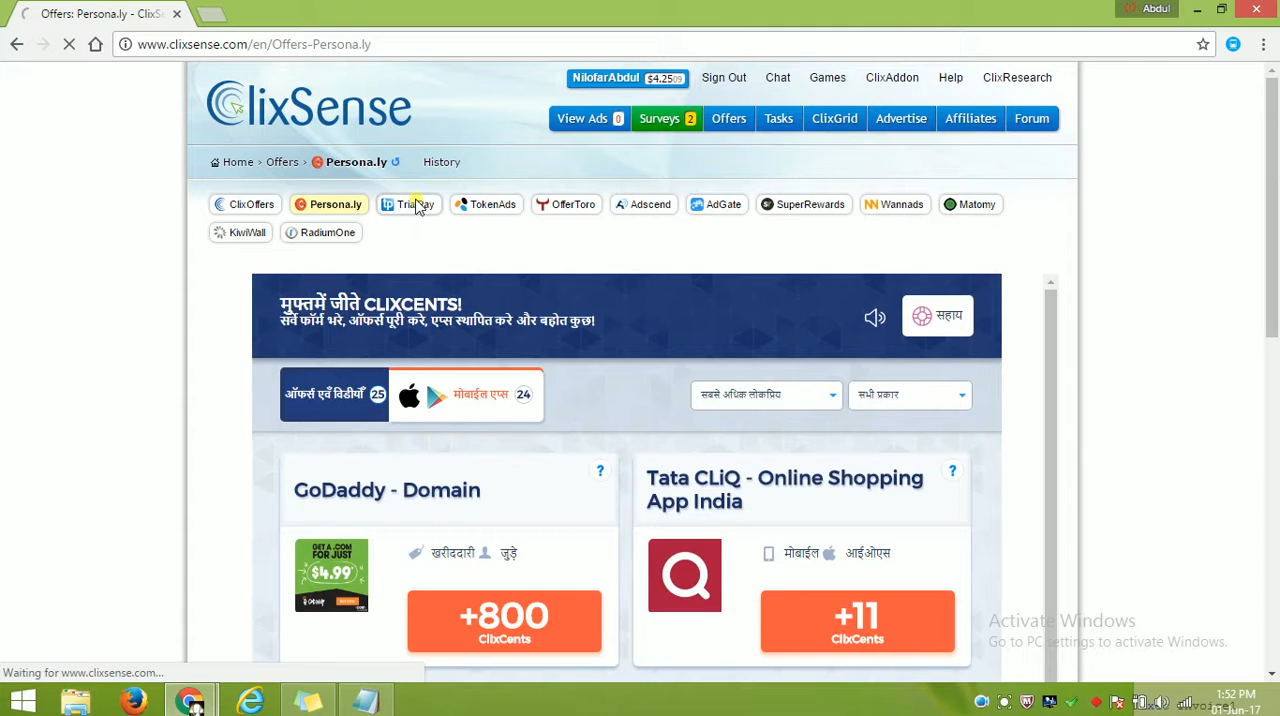 Offers: Persona.ly - ClixS
Abdul
www.clixsense.com/en/Offers-Persona.ly
NilofarAbdul $4.2509 Sign Out Chat Games ClixAddon Help ClixResearch
ClixSense
View Ads 0 Surveys 2 Offers Tasks ClixGrid Advertise Affiliates Forum
Home › Offers › Persona.ly History
ClixOffers Persona.ly TrialPay TokenAds OfferToro Adscend AdGate SuperRewards Wannads Matomy
KiwiWall RadiumOne
मुफ्तमें जीते CLIXCENTS!
सर्वे फॉर्म भरे, ऑफर्स पूरी करे, एप्स स्थापित करे और बहोत कुछ!
सहाय
ऑफर्स एवँ विडीयोँ 25 मोबाईल एप्स 24 सबसे अधिक लोकप्रिय सभी प्रकार
GoDaddy - Domain ?
Tata CLiQ - Online Shopping App India ?
GET A .COM
FOR JUST
$4.99*
खरीददारी जुड़े
मोबाईल आईओएस
+800
ClixCents
+11
ClixCents
Activate Windows
Go to PC settings to activate Windows.
Waiting for www.clixsense.com...
1:52 PM
01-Jun-17